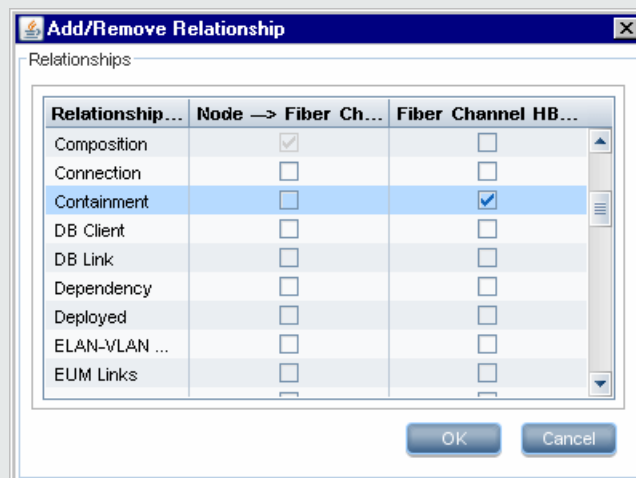 Add/Remove Relationship
Relationships
Relationship... Node —> Fiber Ch... Fiber Channel HB...
Composition
Connection
Containment
DB Client
DB Link
Dependency
Deployed
ELAN-VLAN ...
EUM Links
OK Cancel